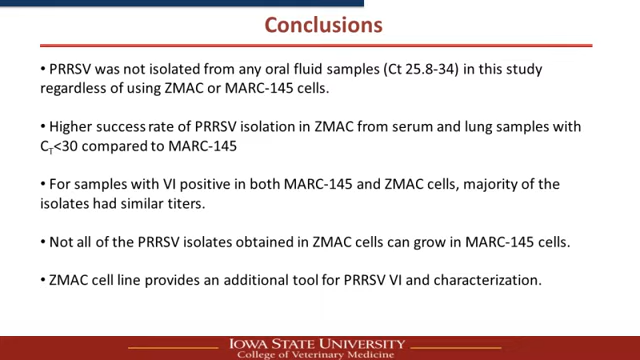 Conclusions
• PRRSV was not isolated from any oral fluid samples (Ct 25.8-34) in this study
regardless of using ZMAC or MARC-145 cells.
• Higher success rate of PRRSV isolation in ZMAC from serum and lung samples with
CT<30 compared to MARC-145
• For samples with VI positive in both MARC-145 and ZMAC cells, majority of the
isolates had similar titers.
• Not all of the PRRSV isolates obtained in ZMAC cells can grow in MARC-145 cells.
• ZMAC cell line provides an additional tool for PRRSV VI and characterization.
IOWA STATE UNIVERSITY
College of Veterinary Medicine